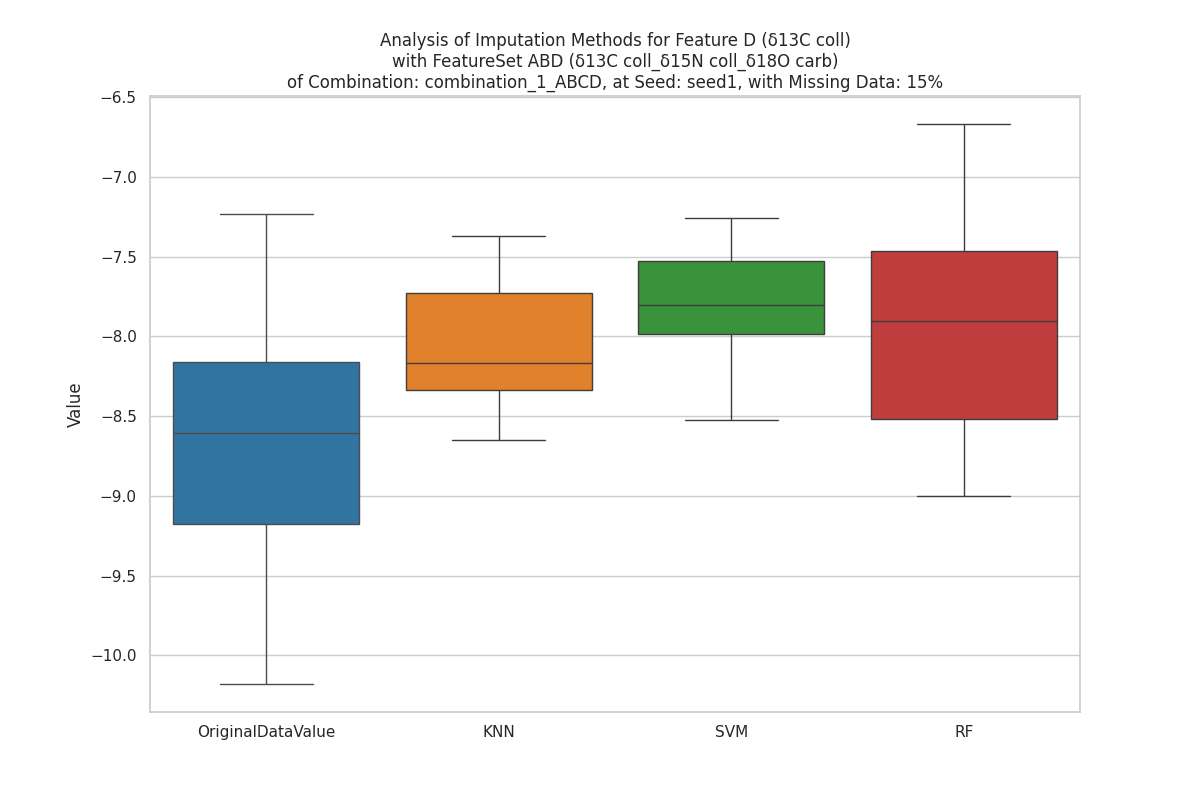 Analysis of Imputation Methods for Feature D (δ13C coll)
with FeatureSet ABD (δ13C coll_δ15N coll_δ18O carb)
of Combination: combination_1_ABCD, at Seed: seed1, with Missing Data: 15%
−6.5
−7.0
−7.5
−8.0
−8.5
−9.0
−9.5
−10.0
Value
OriginalDataValue
KNN
SVM
RF